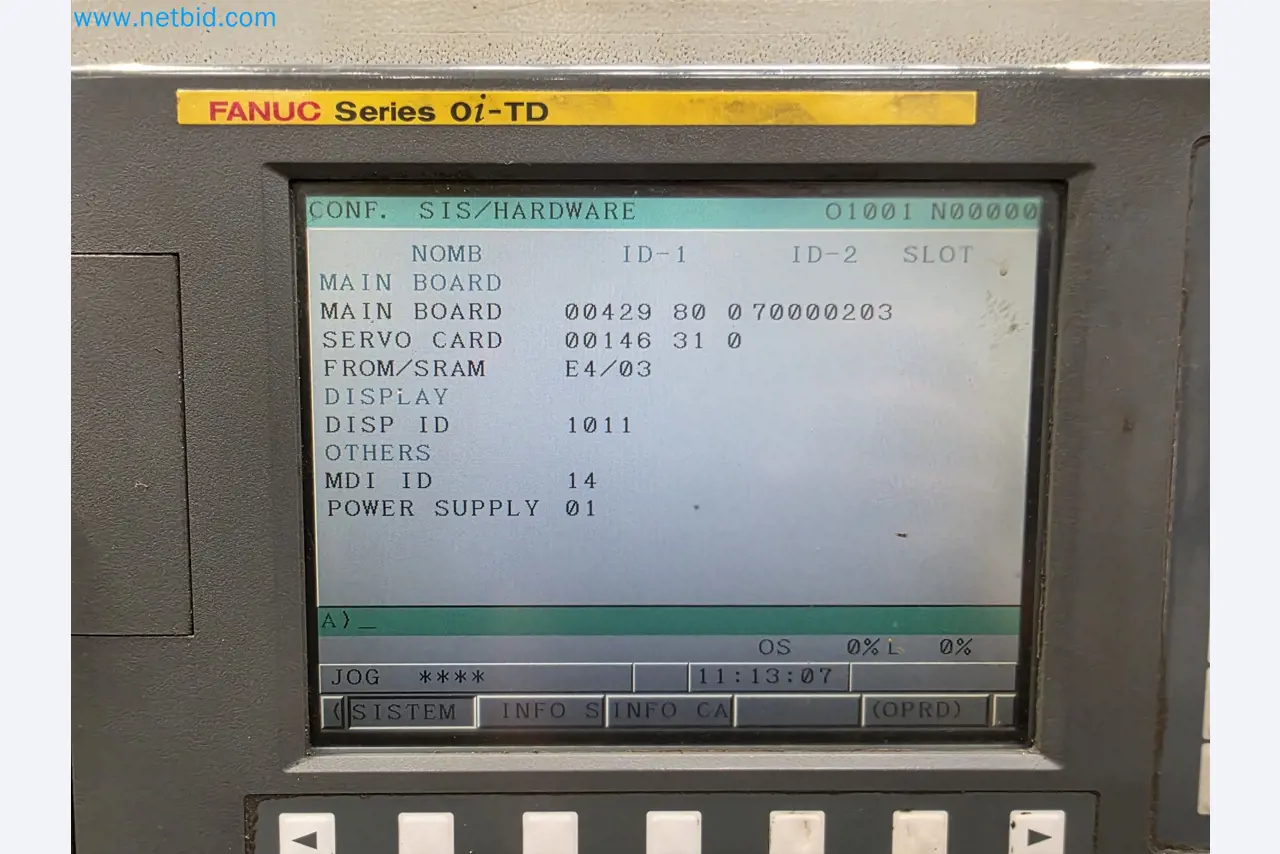 www.netbid.com
FANUC Series 0i-TD
CONF. SIS/HARDWARE O1001 N00000
NOMB ID-1 ID-2 SLOT
MAIN BOARD
MAIN BOARD 00429 80 0 70000203
SERVO CARD 00146 31 0
FROM/SRAM E4/03
DISPLAY
DISP ID 1011
OTHERS
MDI ID 14
POWER SUPPLY 01
A)_
OS 0% L 0%
JOG **** 11:13:07
( SISTEM INFO S INFO CA (OPRD)